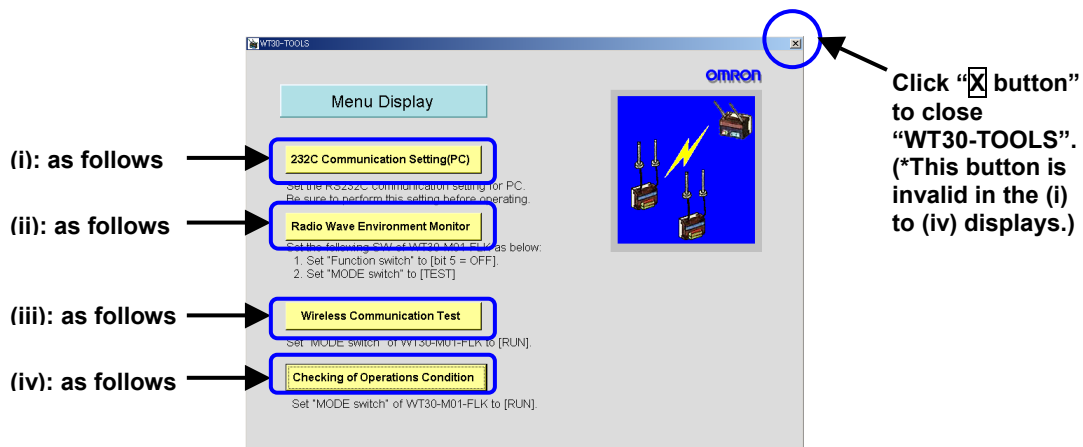 WT30-TOOLS
OMRON
Menu Display
(i): as follows
232C Communication Setting(PC)
Set the RS232C communication setting for PC.
Be sure to perform this setting before operating.
(ii): as follows
Radio Wave Environment Monitor
Set the following SW of WT30-M01-FLK as below:
1. Set "Function switch" to [bit 5 = OFF].
2. Set "MODE switch" to [TEST]
(iii): as follows
Wireless Communication Test
Set "MODE switch" of WT30-M01-FLK to [RUN].
(iv): as follows
Checking of Operations Condition
Set "MODE switch" of WT30-M01-FLK to [RUN].
Click “X button”
to close
“WT30-TOOLS”.
(*This button is
invalid in the (i)
to (iv) displays.)